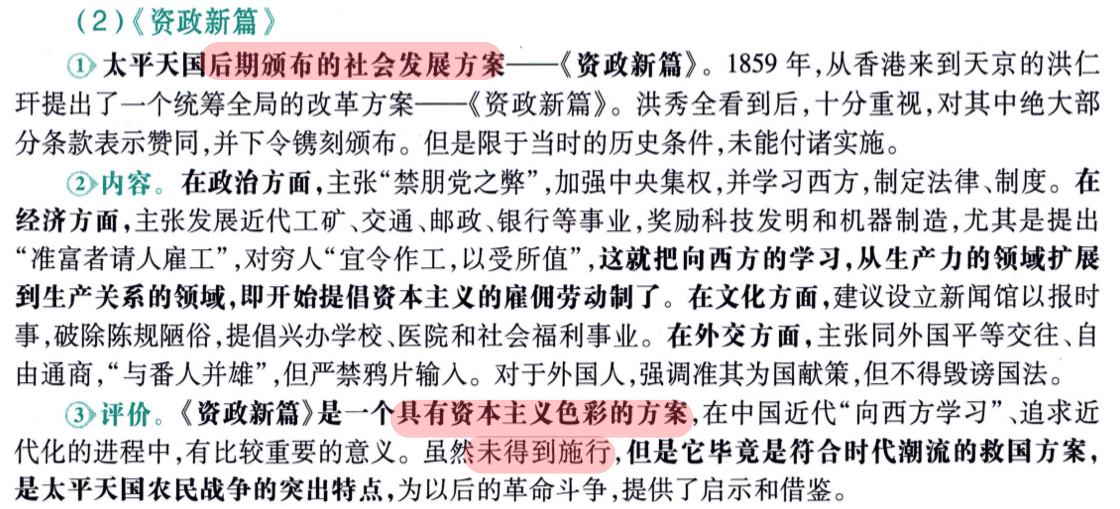 (2)《资政新篇》
①太平天国后期颁布的社会发展方案——《资政新篇》。1859 年,从香港来到天京的洪仁
玕提出了一个统筹全局的改革方案——《资政新篇》。洪秀全看到后,十分重视,对其中绝大部
分条款表示赞同,并下令镌刻颁布。但是限于当时的历史条件,未能付诸实施。
②内容。在政治方面,主张“禁朋党之弊”,加强中央集权,并学习西方,制定法律、制度。在
经济方面,主张发展近代工矿、交通、邮政、银行等事业,奖励科技发明和机器制造,尤其是提出
“准富者请人雇工”,对穷人“宜令作工,以受所值”,这就把向西方的学习,从生产力的领域扩展
到生产关系的领域,即开始提倡资本主义的雇佣劳动制了。在文化方面,建议设立新闻馆以报时
事,破除陈规陋俗,提倡兴办学校、医院和社会福利事业。在外交方面,主张同外国平等交往、自
由通商,“与番人并雄”,但严禁鸦片输入。对于外国人,强调准其为国献策,但不得毁谤国法。
③评价。《资政新篇》是一个具有资本主义色彩的方案,在中国近代“向西方学习”、追求近
代化的进程中,有比较重要的意义。虽然未得到施行,但是它毕竟是符合时代潮流的救国方案,
是太平天国农民战争的突出特点,为以后的革命斗争,提供了启示和借鉴。